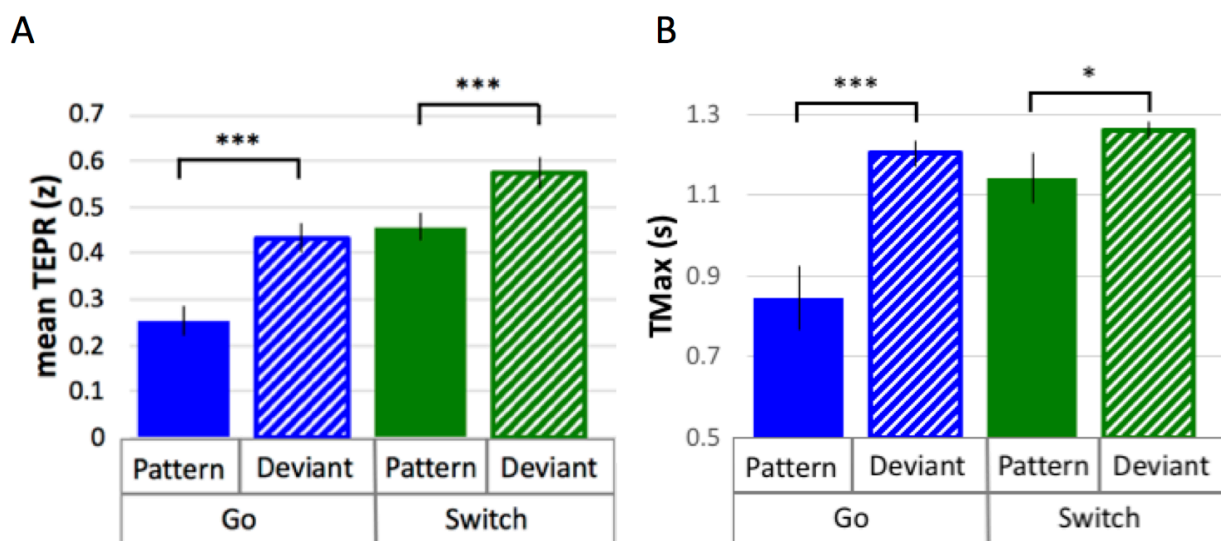 A
mean TEPR (z)
0.7
0.6
0.5
0.4
0.3
0.2
0.1
0
***
***
Pattern Deviant Pattern Deviant
Go Switch
B
TMax (s)
1.3
1.1
0.9
0.7
0.5
***
*
Pattern Deviant Pattern Deviant
Go Switch